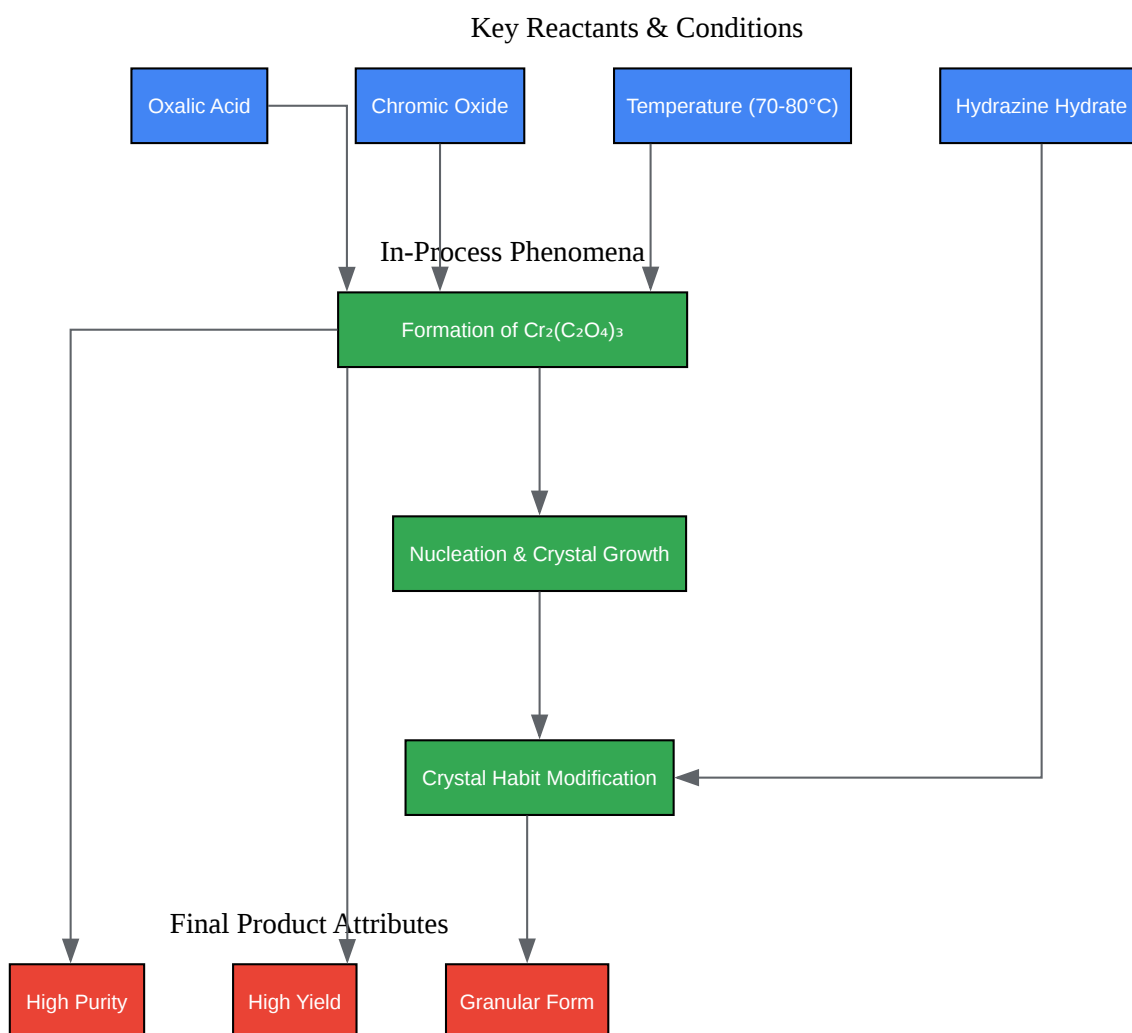 Key Reactants & Conditions
Oxalic Acid
Chromic Oxide
Temperature (70-80°C)
Hydrazine Hydrate
In-Process Phenomena
Formation of Cr₂(C₂O₄)₃
Nucleation & Crystal Growth
Crystal Habit Modification
Final Product Attributes
High Purity
High Yield
Granular Form